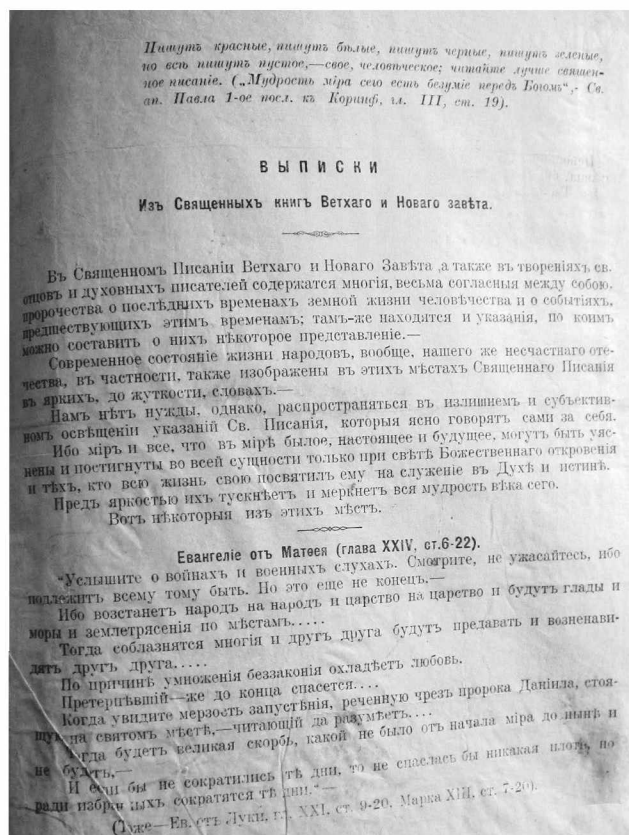 Пишутъ красные, пишутъ бѣлые, пишутъ черные, пишутъ зеленые,
но всѣ пишутъ пустое,—свое, человѣческое; читайте лучше священ-
ное писаніе. („Мудрость міра сего есть безуміе передъ Богомъ“,- Св.
ап. Павла 1-ое посл. къ Коринѳ, гл. III, ст. 19).
ВЫПИСКИ
Изъ Священныхъ книгъ Ветхаго и Новаго завѣта.
Въ Священномъ Писаніи Ветхаго и Новаго Завѣта ,а также въ твореніяхъ св.
отцовъ и духовныхъ писателей содержатся многія, весьма согласныя между собою,
пророчества о послѣднихъ временахъ земной жизни человѣчества и о событіяхъ,
предшествующихъ этимъ временамъ; тамъ-же находятся и указанія, по коимъ
можно составить о нихъ нѣкоторое представленіе.—
Современное состояніе жизни народовъ, вообще, нашего же несчастнаго оте-
чества, въ частности, также изображены въ этихъ мѣстахъ Священнаго Писанія
въ яркихъ, до жуткости, словахъ.—
Намъ нѣтъ нужды, однако, распространяться въ излишнемъ и субъектив-
номъ освѣщеніи указаній Св. Писанія, которыя ясно говорятъ сами за себя.
Ибо міръ и все, что въ мірѣ былое, настоящее и будущее, могутъ быть уяс-
нены и постигнуты во всей сущности только при свѣтѣ Божественнаго откровенія
и тѣхъ, кто всю жизнь свою посвятилъ ему на служеніе въ Духѣ и истинѣ.
Предъ яркостью ихъ тускнѣетъ и меркнетъ вся мудрость вѣка сего.
Вотъ нѣкоторыя изъ этихъ мѣстъ.
Евангеліе отъ Матѳея (глава XXIV, ст.6-22).
“Услышите о войнахъ и военныхъ слухахъ. Смотрите, не ужасайтесь, ибо
подлежитъ всему тому быть. Но это еще не конецъ.—
Ибо возстанетъ народъ на народъ и царство на царство и будутъ глады и
моры и землетрясенія по мѣстамъ.....
Тогда соблазнятся многія и другъ друга будутъ предавать и возненави-
дятъ другъ друга.....
По причинѣ умноженія беззаконія охладѣетъ любовь.
Претерпѣвшій—же до конца спасется....
Когда увидите мерзость запустѣнія, реченную чрезъ пророка Даніила, стоя-
щую на святомъ мѣстѣ,—читающій да разумѣетъ....
Тогда будетъ великая скорбь, какой не было отъ начала міра до нынѣ и
не будетъ,—
И если бы не сократились тѣ дни, то не спаслась бы никакая плоть, но
ради избранныхъ сократятся тѣ дни.“—
(Тоже—Ев. отъ Луки, гл. XXI, ст. 9-20, Марка XIII, ст. 7-20).